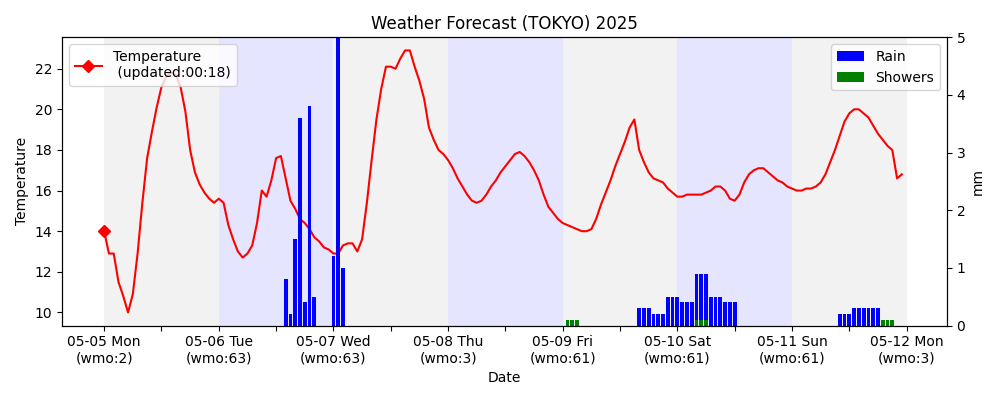 Weather Forecast (TOKYO) 2025
Temperature
(updated:00:18)
Rain
Showers
Temperature
22
20
18
16
14
12
10
5
4
3
2
1
0
mm
05-05 Mon
(wmo:2)
05-06 Tue
(wmo:63)
05-07 Wed
(wmo:63)
05-08 Thu
(wmo:3)
05-09 Fri
(wmo:61)
05-10 Sat
(wmo:61)
05-11 Sun
(wmo:61)
05-12 Mon
(wmo:3)
Date